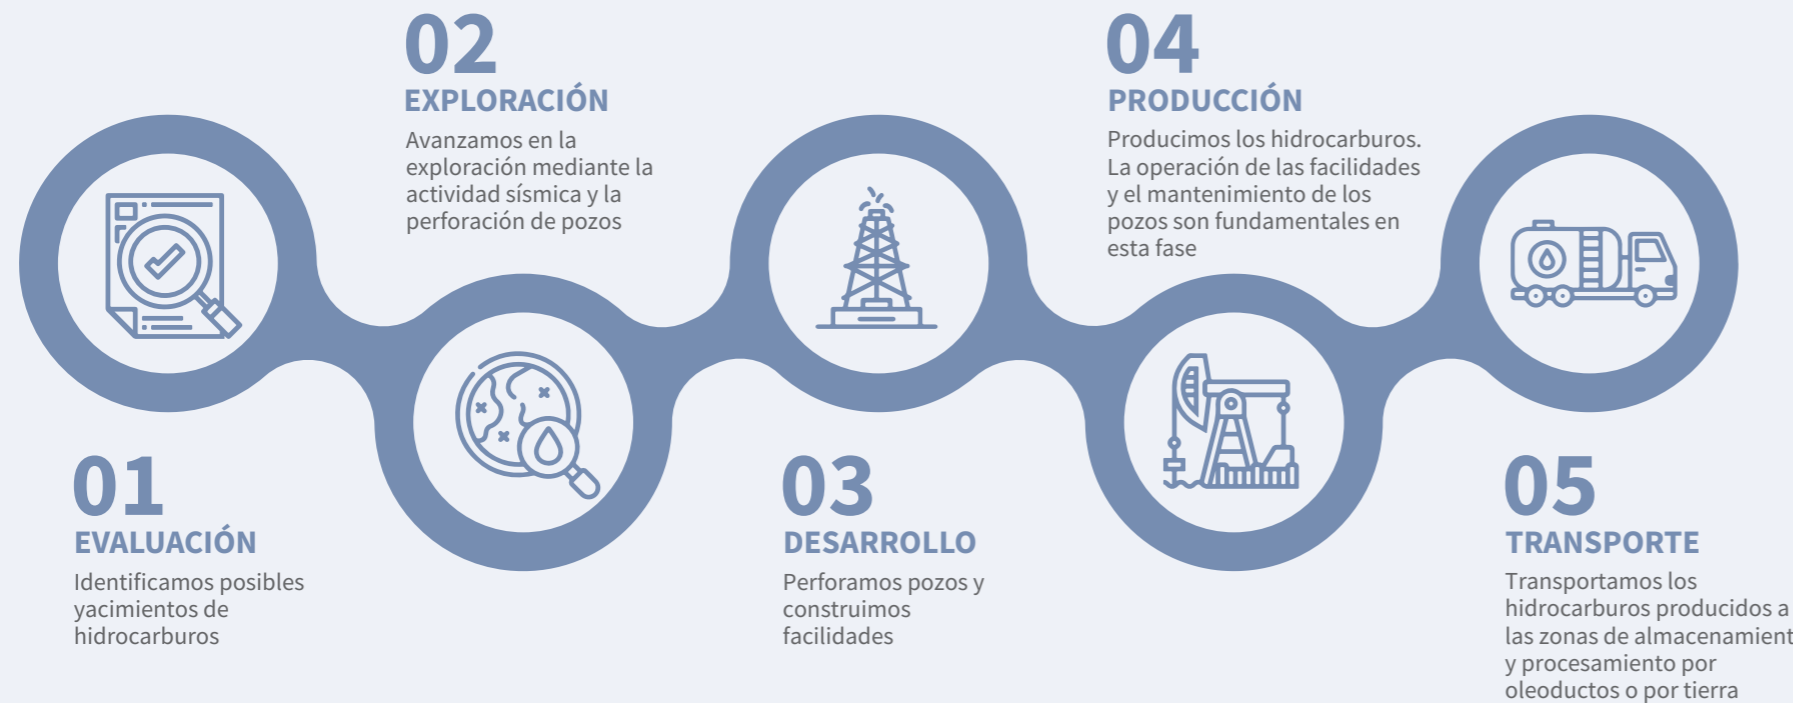 01
EVALUACIÓN
Identificamos posibles
yacimientos de
hidrocarburos
02
EXPLORACIÓN
Avanzamos en la
exploración mediante la
actividad sísmica y la
perforación de pozos
03
DESARROLLO
Perforamos pozos y
construimos
facilidades
04
PRODUCCIÓN
Producimos los hidrocarburos.
La operación de las facilidades
y el mantenimiento de los
pozos son fundamentales en
esta fase
05
TRANSPORTE
Transportamos los
hidrocarburos producidos a
las zonas de almacenamient
y procesamiento por
oleoductos o por tierra